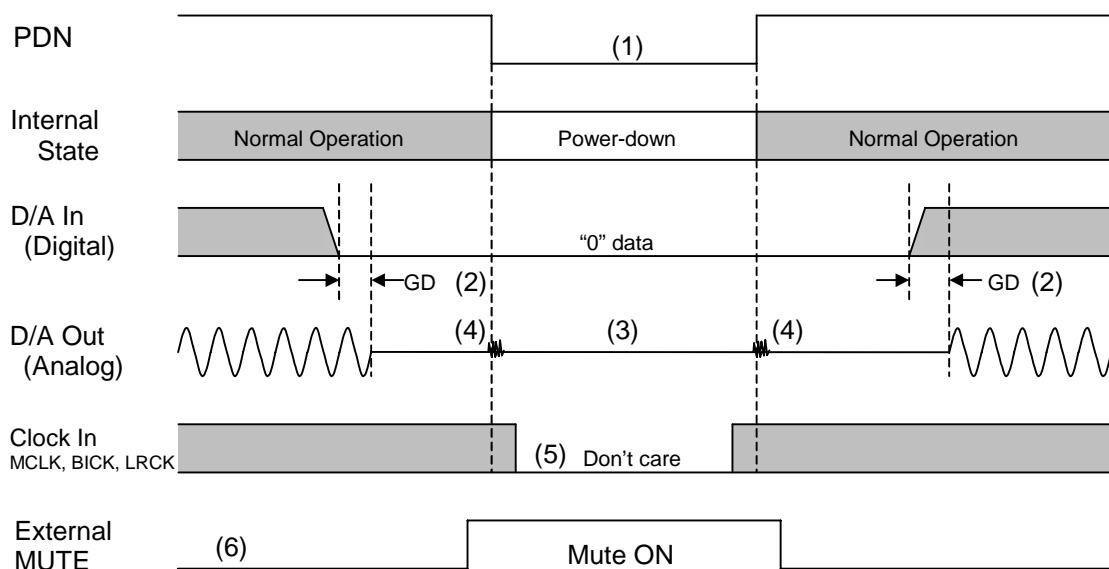 PDN
(1)
Internal
State
Normal Operation
Power-down
Normal Operation
D/A In
(Digital)
“0” data
GD (2)
GD (2)
D/A Out
(Analog)
(4)
(3)
(4)
Clock In
MCLK, BICK, LRCK
(5) Don’t care
External
MUTE
(6)
Mute ON